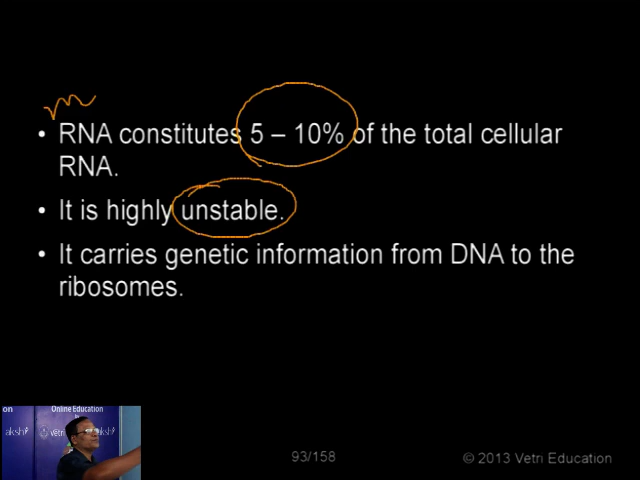 m
• RNA constitutes 5 – 10% of the total cellular
RNA.
• It is highly unstable.
• It carries genetic information from DNA to the
ribosomes.
Online Education
93/158
© 2013 Vetri Education